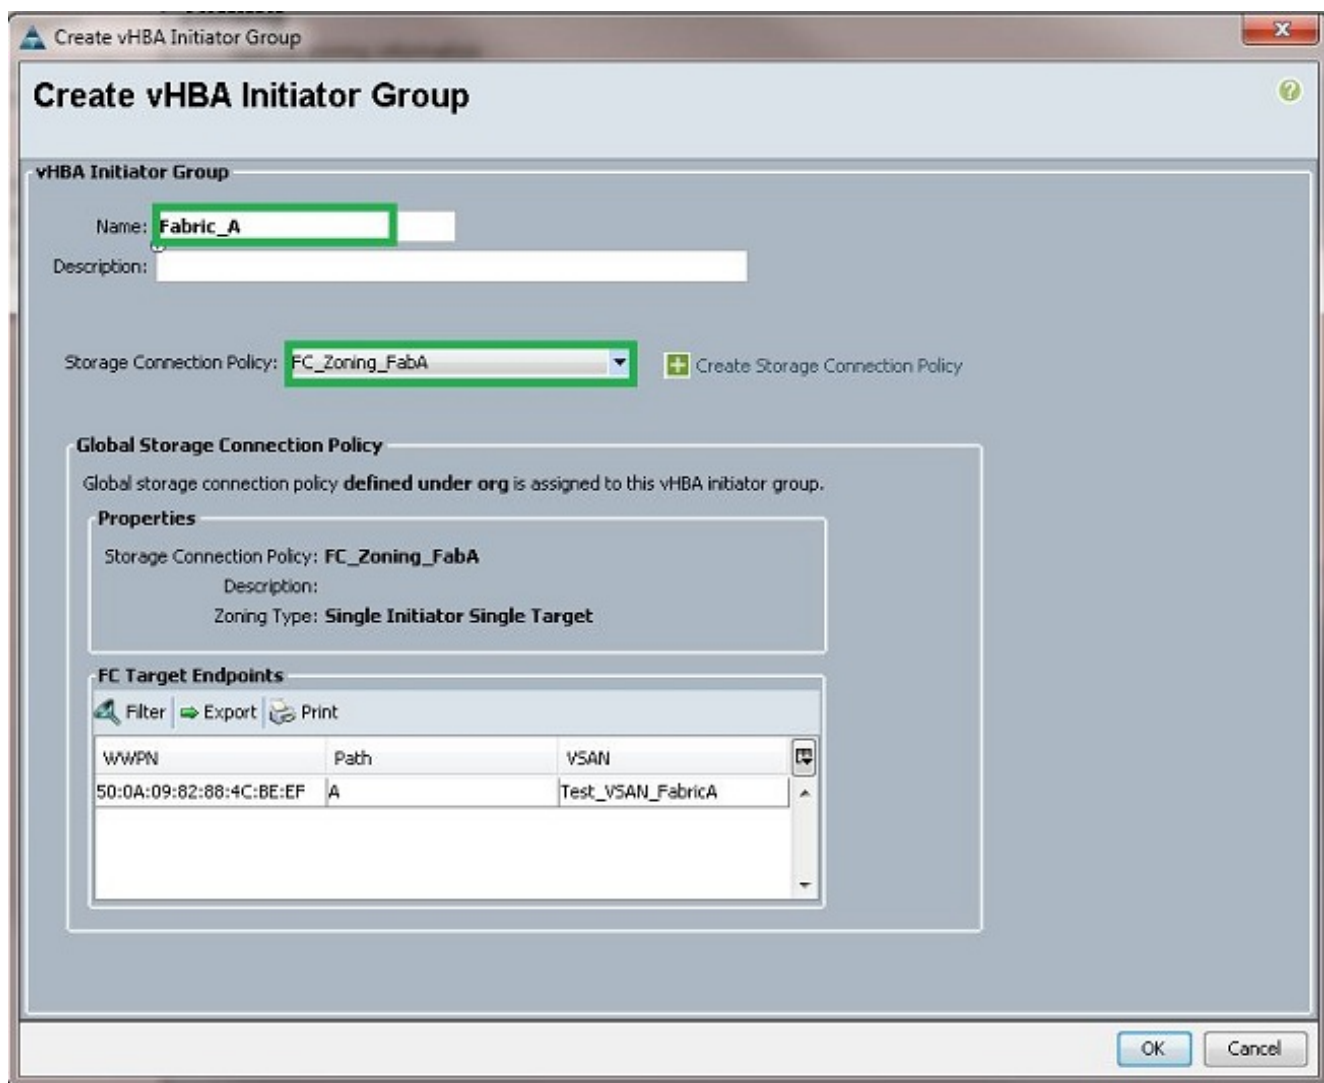 Create vHBA Initiator Group
Create vHBA Initiator Group
vHBA Initiator Group
Name: Fabric_A
Description:
Storage Connection Policy: FC_Zoning_FabA Create Storage Connection Policy
Global Storage Connection Policy
Global storage connection policy defined under org is assigned to this vHBA initiator group.
Properties
Storage Connection Policy: FC_Zoning_FabA
Description:
Zoning Type: Single Initiator Single Target
FC Target Endpoints
Filter Export Print
WWPN Path VSAN
50:0A:09:82:88:4C:BE:EF A Test_VSAN_FabricA
OK Cancel